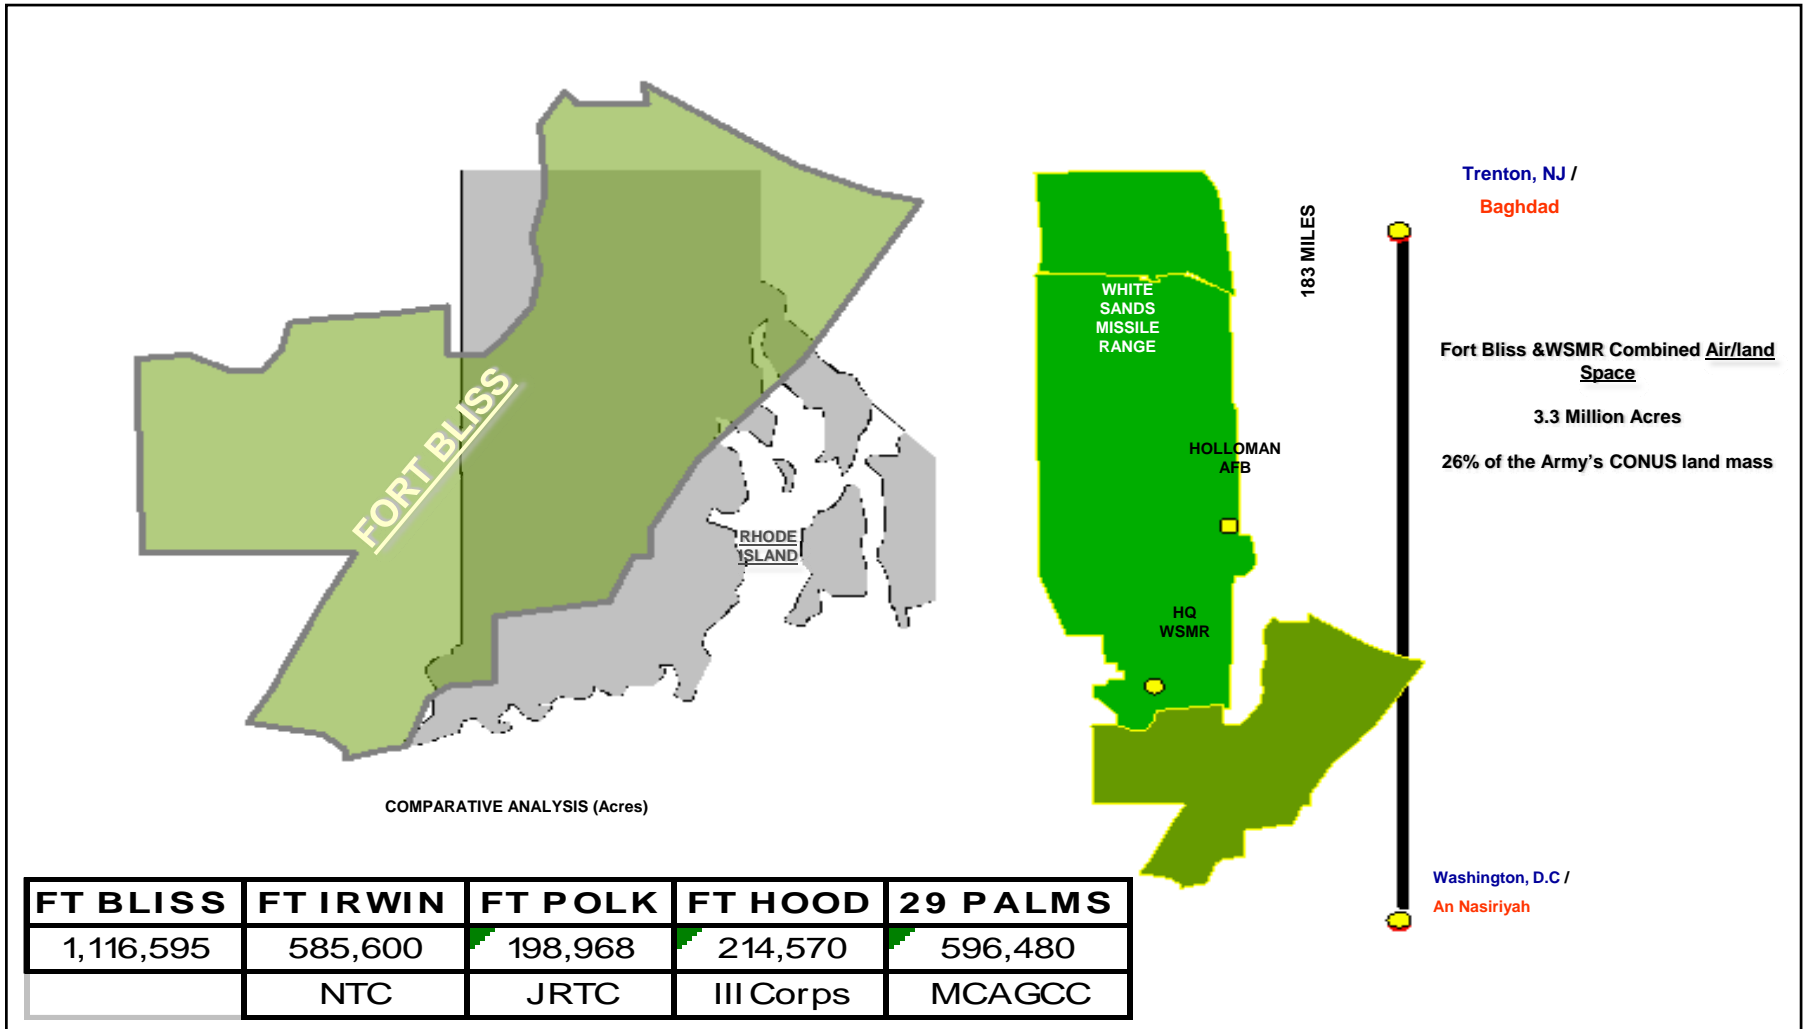 FORT BLISS
RHODE
ISLAND
COMPARATIVE ANALYSIS (Acres)
WHITE
SANDS
MISSILE
RANGE
HOLLOMAN
AFB
HQ
WSMR
183 MILES
Trenton, NJ /
Baghdad
Fort Bliss &WSMR Combined Air/land
Space
3.3 Million Acres
26% of the Army’s CONUS land mass
Washington, D.C /
An Nasiriyah
FT BLISS FT IRWIN FT POLK FT HOOD 29 PALMS
1,116,595 585,600 198,968 214,570 596,480
NTC JRTC III Corps MCAGCC